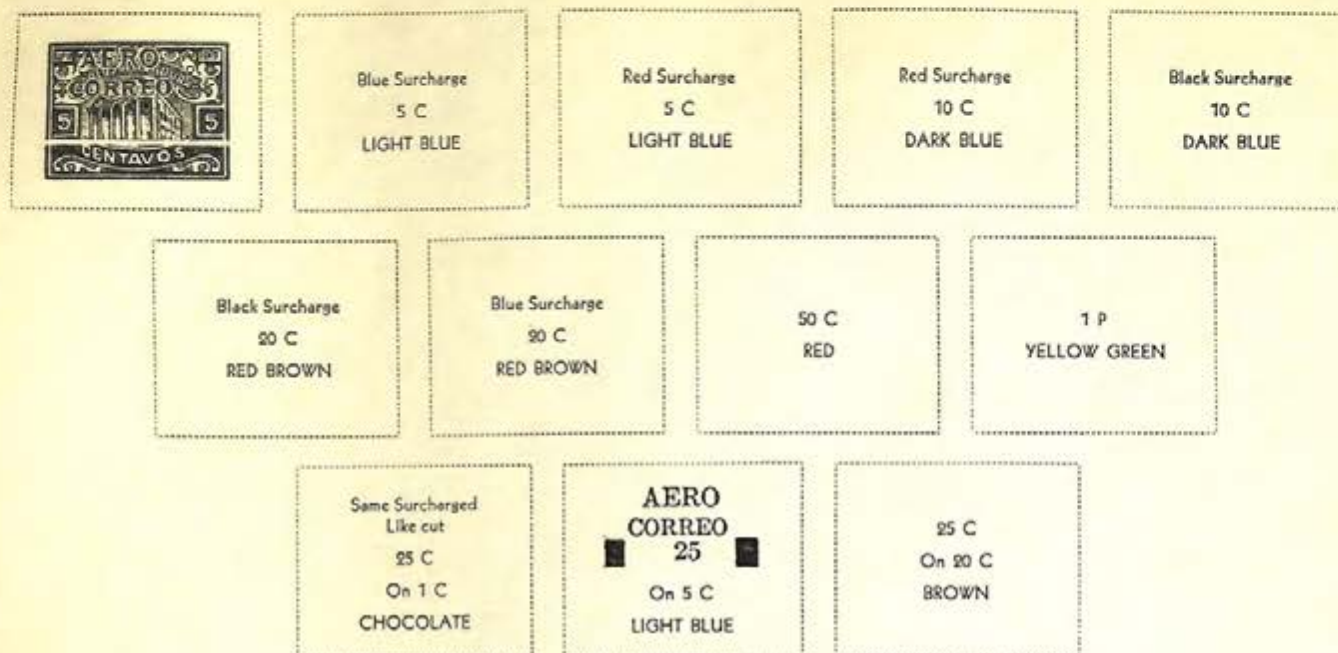 AERO
CORREO
5 5
CENTAVOS
Blue Surcharge
5 C
LIGHT BLUE
Red Surcharge
5 C
LIGHT BLUE
Red Surcharge
10 C
DARK BLUE
Black Surcharge
10 C
DARK BLUE
Black Surcharge
20 C
RED BROWN
Blue Surcharge
20 C
RED BROWN
50 C
RED
1 P
YELLOW GREEN
Same Surcharged
Like cut
25 C
On 1 C
CHOCOLATE
AERO
CORREO
25
On 5 C
LIGHT BLUE
25 C
On 20 C
BROWN